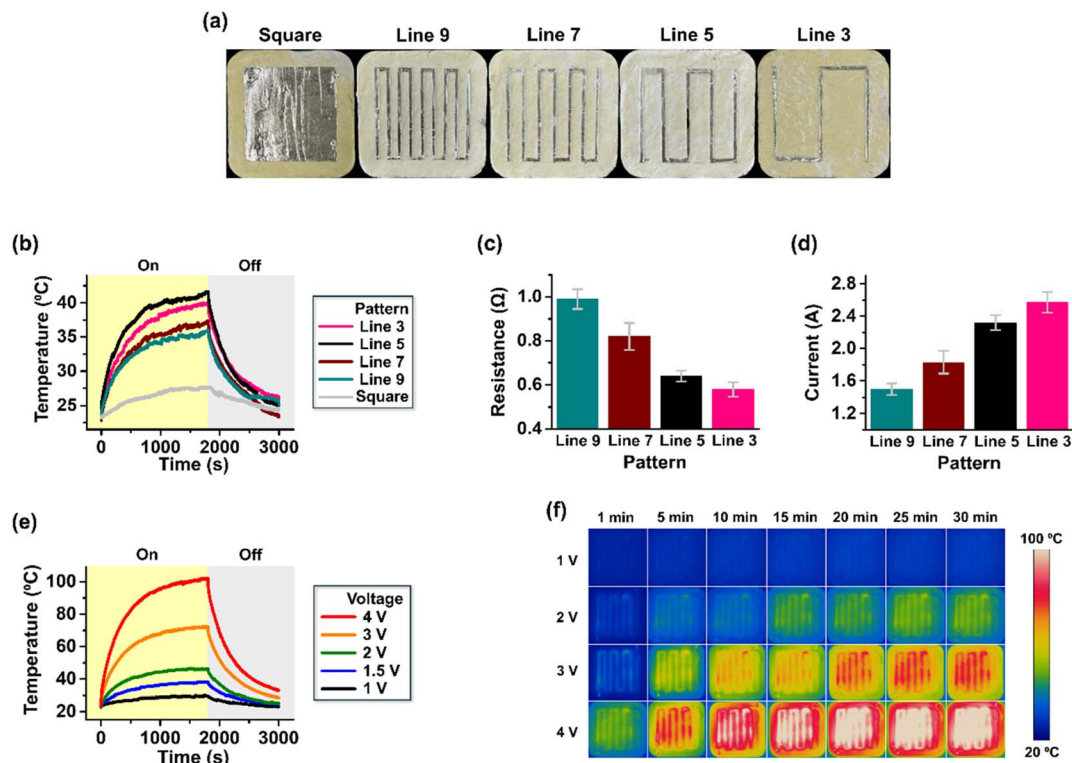 (a)
Square Line 9 Line 7 Line 5 Line 3
(b)
On Off
Temperature (ºC)
40
35
30
25
0 1000 2000 3000
Time (s)
Pattern
Line 3
Line 5
Line 7
Line 9
Square
(c)
Resistance (Ω)
1.0
0.8
0.6
0.4
Line 9 Line 7 Line 5 Line 3
Pattern
(d)
Current (A)
2.8
2.4
2.0
1.6
1.2
Line 9 Line 7 Line 5 Line 3
Pattern
(e)
On Off
Temperature (ºC)
100
80
60
40
20
0 1000 2000 3000
Time (s)
Voltage
4 V
3 V
2 V
1.5 V
1 V
(f)
1 min 5 min 10 min 15 min 20 min 25 min 30 min
1 V
2 V
3 V
4 V
100 ºC
20 ºC